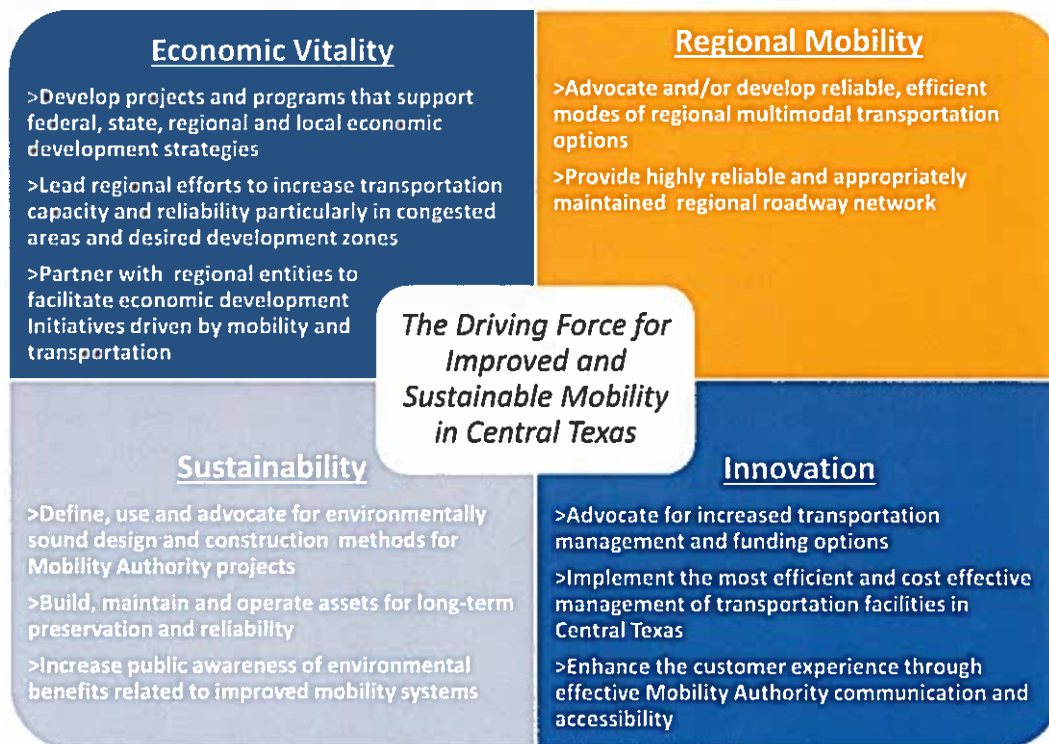 Economic Vitality
>Develop projects and programs that support
federal, state, regional and local economic
development strategies
>Lead regional efforts to increase transportation
capacity and reliability particularly in congested
areas and desired development zones
>Partner with regional entities to
facilitate economic development
Initiatives driven by mobility and
transportation
Regional Mobility
>Advocate and/or develop reliable, efficient
modes of regional multimodal transportation
options
>Provide highly reliable and appropriately
maintained regional roadway network
The Driving Force for
Improved and
Sustainable Mobility
in Central Texas
Sustainability
>Define, use and advocate for environmentally
sound design and construction methods for
Mobility Authority projects
>Build, maintain and operate assets for long-term
preservation and reliability
>Increase public awareness of environmental
benefits related to improved mobility systems
Innovation
>Advocate for increased transportation
management and funding options
>Implement the most efficient and cost effective
management of transportation facilities in
Central Texas
>Enhance the customer experience through
effective Mobility Authority communication and
accessibility